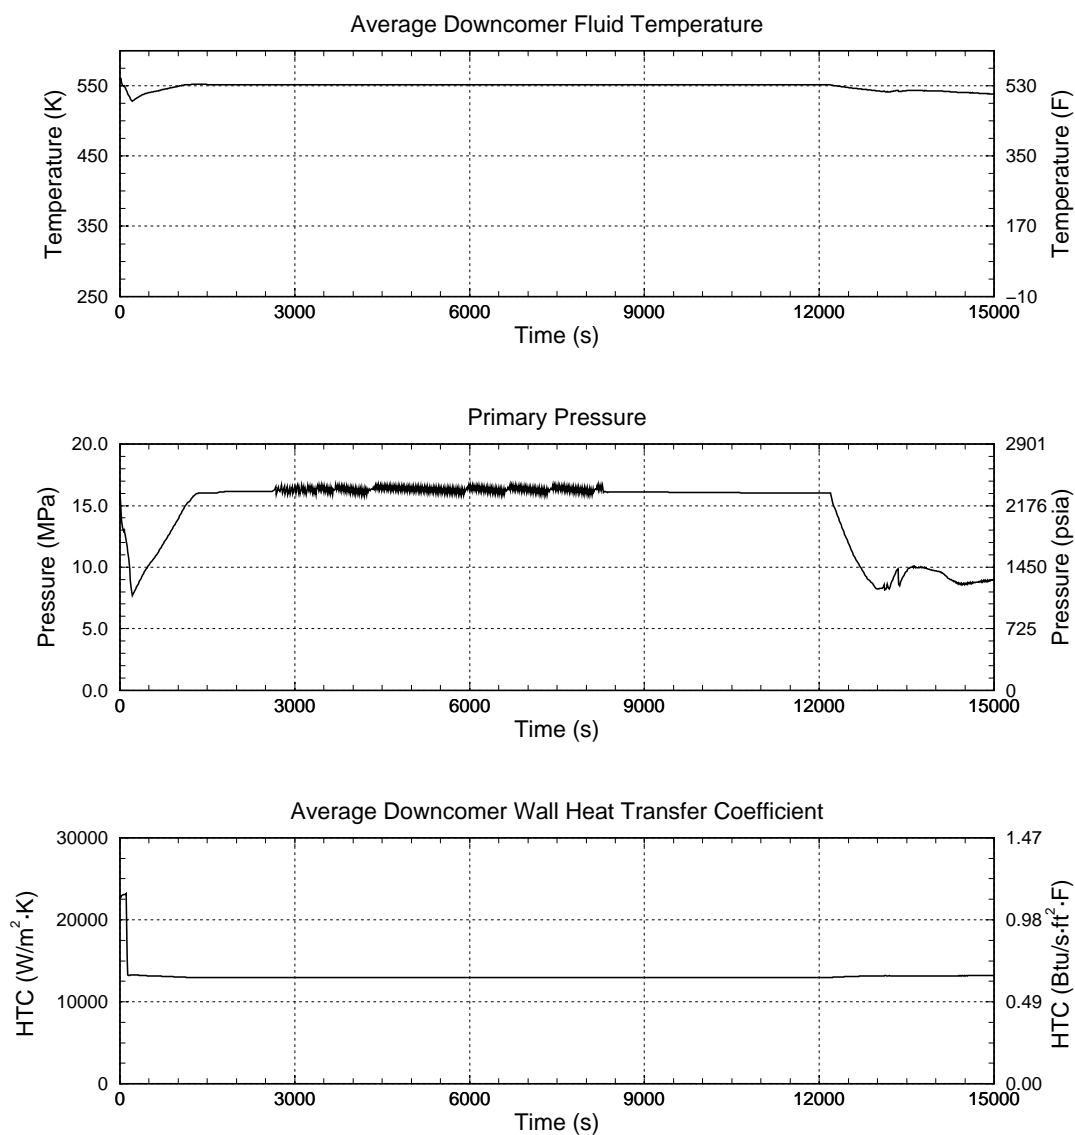 Average Downcomer Fluid Temperature
550
450
350
250
Temperature (K)
530
350
170
−10
Temperature (F)
0 3000 6000 9000 12000 15000
Time (s)
Primary Pressure
20.0
15.0
10.0
5.0
0.0
Pressure (MPa)
2901
2176
1450
725
0
Pressure (psia)
0 3000 6000 9000 12000 15000
Time (s)
Average Downcomer Wall Heat Transfer Coefficient
30000
20000
10000
0
HTC (W/m²·K)
1.47
0.98
0.49
0.00
HTC (Btu/s·ft²·F)
0 3000 6000 9000 12000 15000
Time (s)